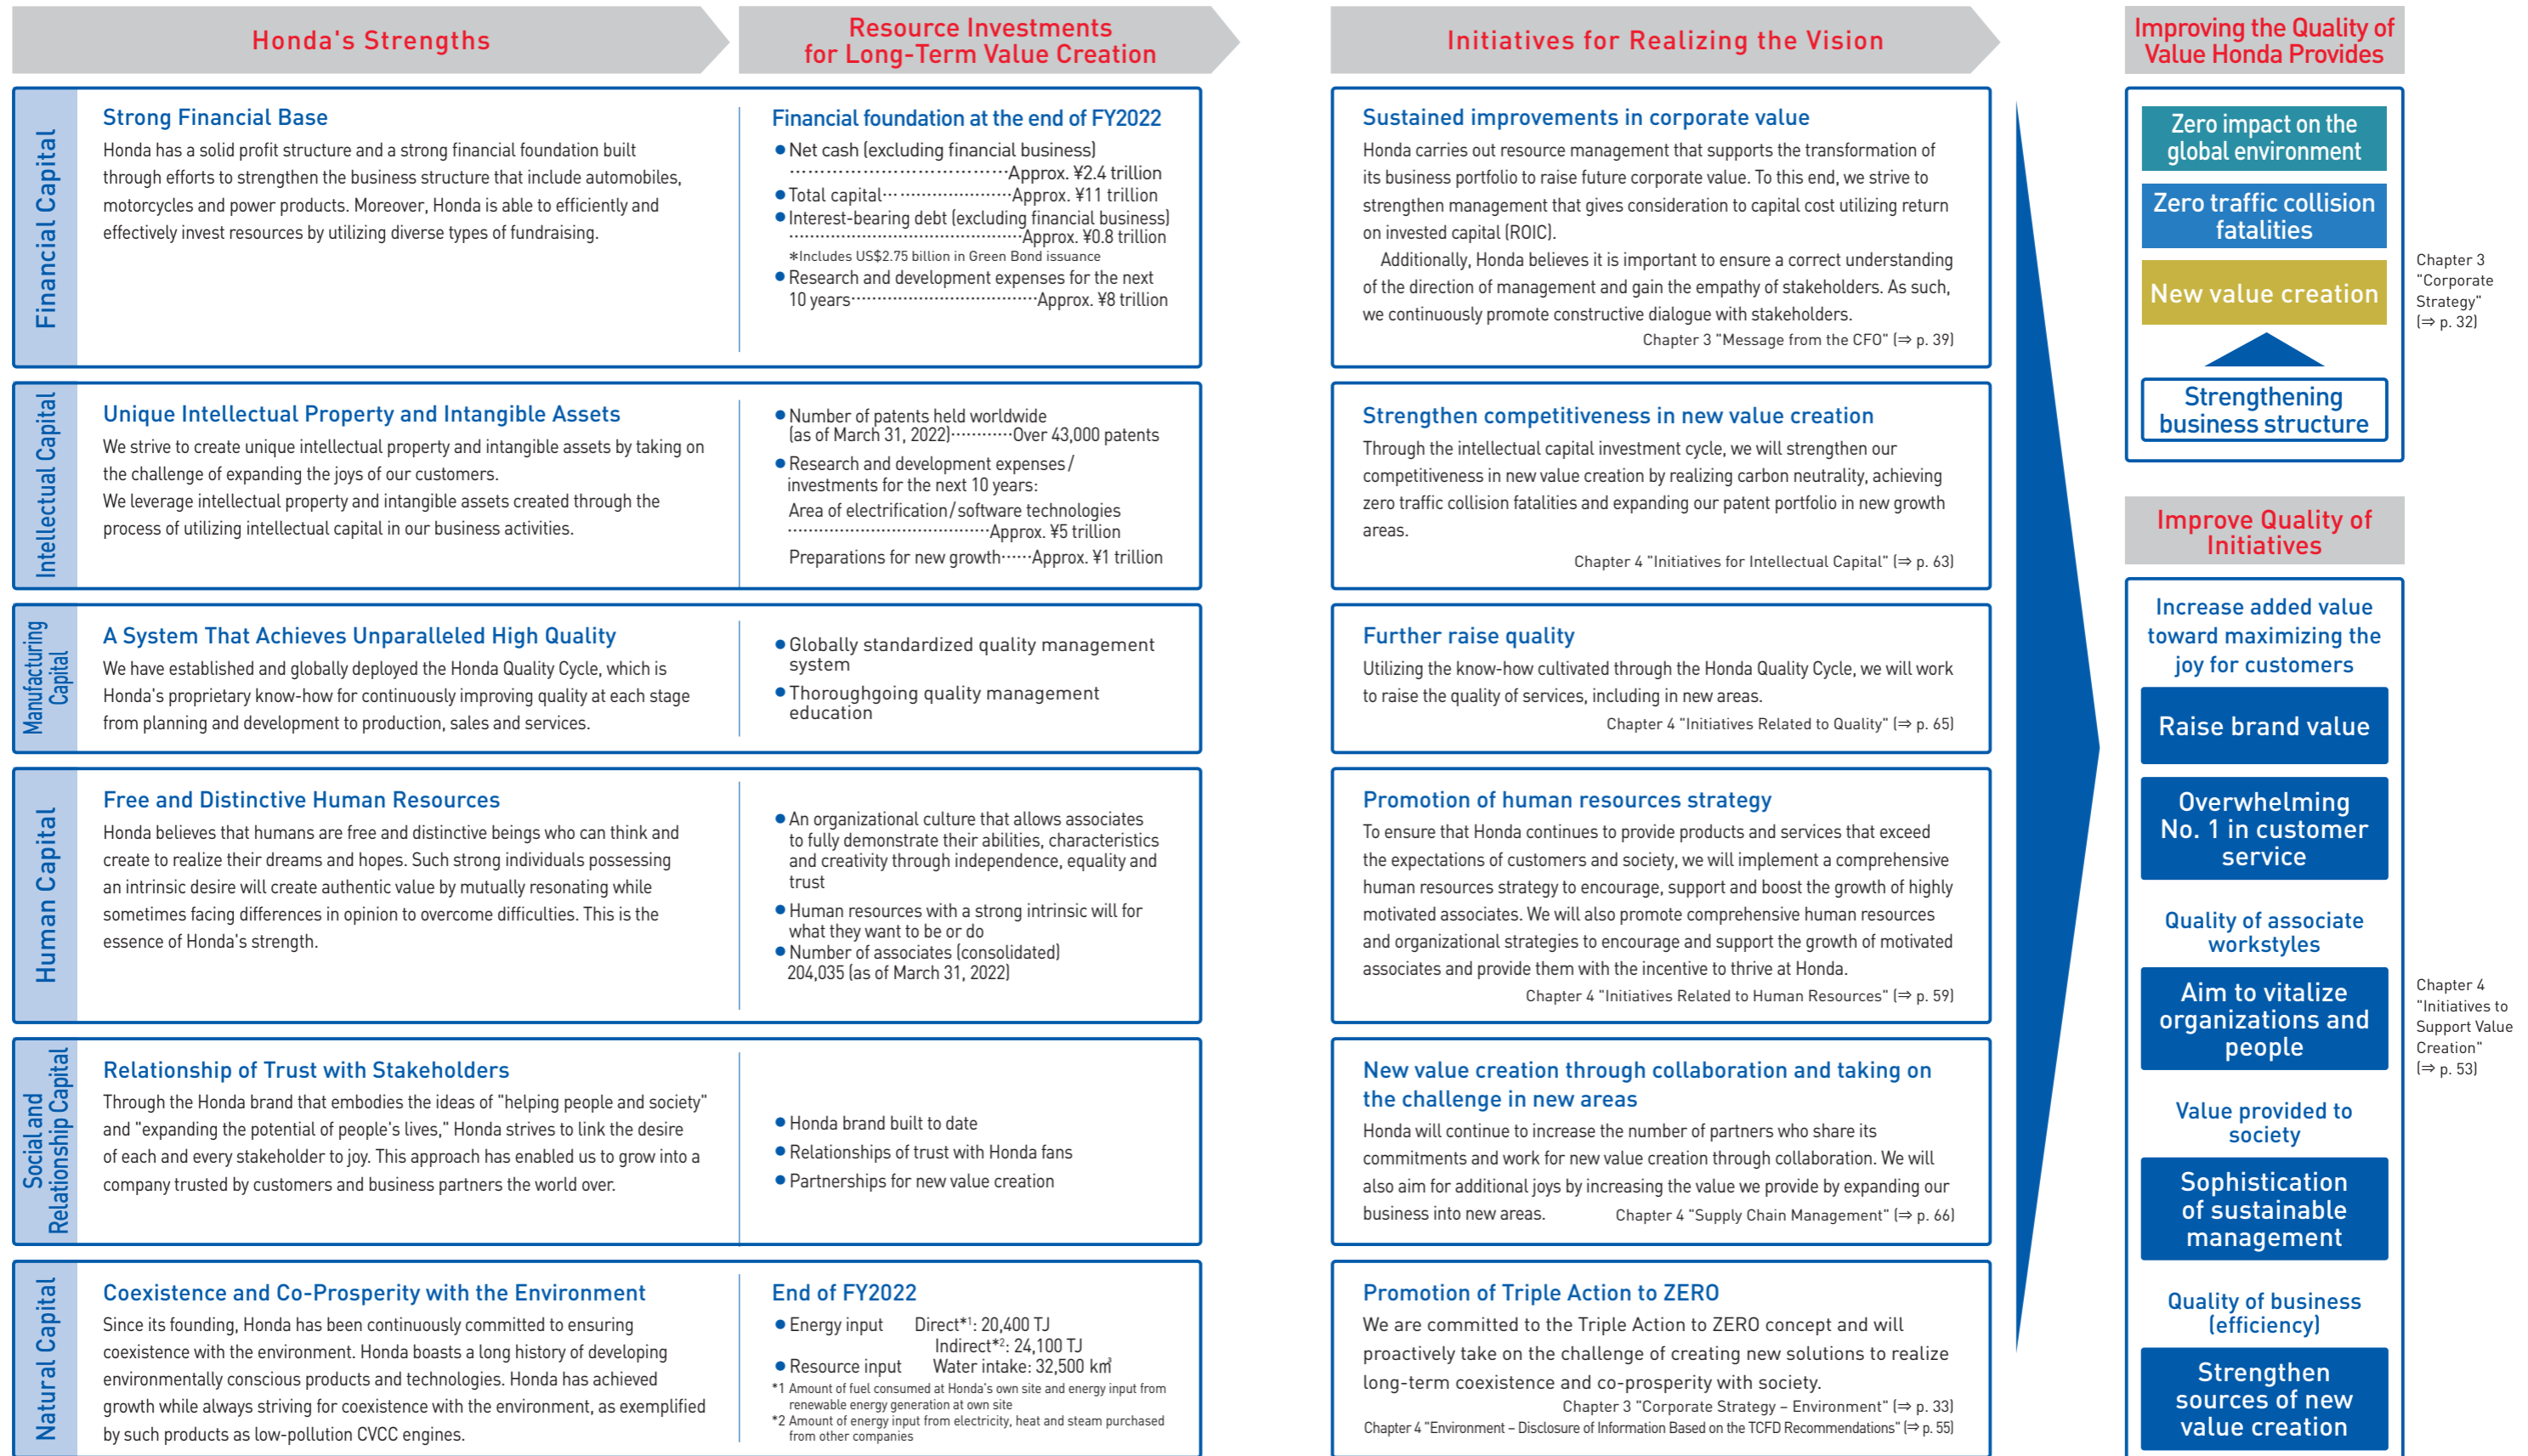 Honda's Strengths
Resource Investments
for Long-Term Value Creation
Initiatives for Realizing the Vision
Improving the Quality of
Value Honda Provides
Financial Capital
Strong Financial Base
Honda has a solid profit structure and a strong financial foundation built
through efforts to strengthen the business structure that include automobiles,
motorcycles and power products. Moreover, Honda is able to efficiently and
effectively invest resources by utilizing diverse types of fundraising.
Financial foundation at the end of FY2022
●Net cash (excluding financial business)
································Approx. ¥2.4 trillion
●Total capital························Approx. ¥11 trillion
●Interest-bearing debt (excluding financial business)
············································Approx. ¥0.8 trillion
*Includes US$2.75 billion in Green Bond issuance
●Research and development expenses for the next
10 years···································Approx. ¥8 trillion
Sustained improvements in corporate value
Honda carries out resource management that supports the transformation of
its business portfolio to raise future corporate value. To this end, we strive to
strengthen management that gives consideration to capital cost utilizing return
on invested capital (ROIC).
Additionally, Honda believes it is important to ensure a correct understanding
of the direction of management and gain the empathy of stakeholders. As such,
we continuously promote constructive dialogue with stakeholders.
Chapter 3 "Message from the CFO" (⇒ p. 39)
Intellectual Capital
Unique Intellectual Property and Intangible Assets
We strive to create unique intellectual property and intangible assets by taking on
the challenge of expanding the joys of our customers.
We leverage intellectual property and intangible assets created through the
process of utilizing intellectual capital in our business activities.
●Number of patents held worldwide
(as of March 31, 2022)············Over 43,000 patents
●Research and development expenses/
investments for the next 10 years:
Area of electrification/software technologies
······································Approx. ¥5 trillion
Preparations for new growth······Approx. ¥1 trillion
Strengthen competitiveness in new value creation
Through the intellectual capital investment cycle, we will strengthen our
competitiveness in new value creation by realizing carbon neutrality, achieving
zero traffic collision fatalities and expanding our patent portfolio in new growth
areas.
Chapter 4 "Initiatives for Intellectual Capital" (⇒ p. 63)
Manufacturing
Capital
A System That Achieves Unparalleled High Quality
We have established and globally deployed the Honda Quality Cycle, which is
Honda's proprietary know-how for continuously improving quality at each stage
from planning and development to production, sales and services.
●Globally standardized quality management
system
●Thoroughgoing quality management
education
Further raise quality
Utilizing the know-how cultivated through the Honda Quality Cycle, we will work
to raise the quality of services, including in new areas.
Chapter 4 "Initiatives Related to Quality" (⇒ p. 65)
Human Capital
Free and Distinctive Human Resources
Honda believes that humans are free and distinctive beings who can think and
create to realize their dreams and hopes. Such strong individuals possessing
an intrinsic desire will create authentic value by mutually resonating while
sometimes facing differences in opinion to overcome difficulties. This is the
essence of Honda's strength.
●An organizational culture that allows associates
to fully demonstrate their abilities, characteristics
and creativity through independence, equality and
trust
●Human resources with a strong intrinsic will for
what they want to be or do
●Number of associates (consolidated)
204,035 (as of March 31, 2022)
Promotion of human resources strategy
To ensure that Honda continues to provide products and services that exceed
the expectations of customers and society, we will implement a comprehensive
human resources strategy to encourage, support and boost the growth of highly
motivated associates. We will also promote comprehensive human resources
and organizational strategies to encourage and support the growth of motivated
associates and provide them with the incentive to thrive at Honda.
Chapter 4 "Initiatives Related to Human Resources" (⇒ p. 59)
Social and
Relationship Capital
Relationship of Trust with Stakeholders
Through the Honda brand that embodies the ideas of "helping people and society"
and "expanding the potential of people's lives," Honda strives to link the desire
of each and every stakeholder to joy. This approach has enabled us to grow into a
company trusted by customers and business partners the world over.
●Honda brand built to date
●Relationships of trust with Honda fans
●Partnerships for new value creation
New value creation through collaboration and taking on
the challenge in new areas
Honda will continue to increase the number of partners who share its
commitments and work for new value creation through collaboration. We will
also aim for additional joys by increasing the value we provide by expanding our
business into new areas. Chapter 4 "Supply Chain Management" (⇒ p. 66)
Natural Capital
Coexistence and Co-Prosperity with the Environment
Since its founding, Honda has been continuously committed to ensuring
coexistence with the environment. Honda boasts a long history of developing
environmentally conscious products and technologies. Honda has achieved
growth while always striving for coexistence with the environment, as exemplified
by such products as low-pollution CVCC engines.
End of FY2022
●Energy input Direct*1: 20,400 TJ
Indirect*2: 24,100 TJ
●Resource input Water intake: 32,500 km³
*1 Amount of fuel consumed at Honda's own site and energy input from
renewable energy generation at own site
*2 Amount of energy input from electricity, heat and steam purchased
from other companies
Promotion of Triple Action to ZERO
We are committed to the Triple Action to ZERO concept and will
proactively take on the challenge of creating new solutions to realize
long-term coexistence and co-prosperity with society.
Chapter 3 "Corporate Strategy – Environment" (⇒ p. 33)
Chapter 4 "Environment – Disclosure of Information Based on the TCFD Recommendations" (⇒ p. 55)
Zero impact on the
global environment
Zero traffic collision
fatalities
New value creation
Strengthening
business structure
Chapter 3
"Corporate
Strategy"
(⇒ p. 32)
Improve Quality of
Initiatives
Increase added value
toward maximizing the
joy for customers
Raise brand value
Overwhelming
No. 1 in customer
service
Quality of associate
workstyles
Aim to vitalize
organizations and
people
Value provided to
society
Sophistication
of sustainable
management
Quality of business
(efficiency)
Strengthen
sources of new
value creation
Chapter 4
"Initiatives to
Support Value
Creation"
(⇒ p. 53)